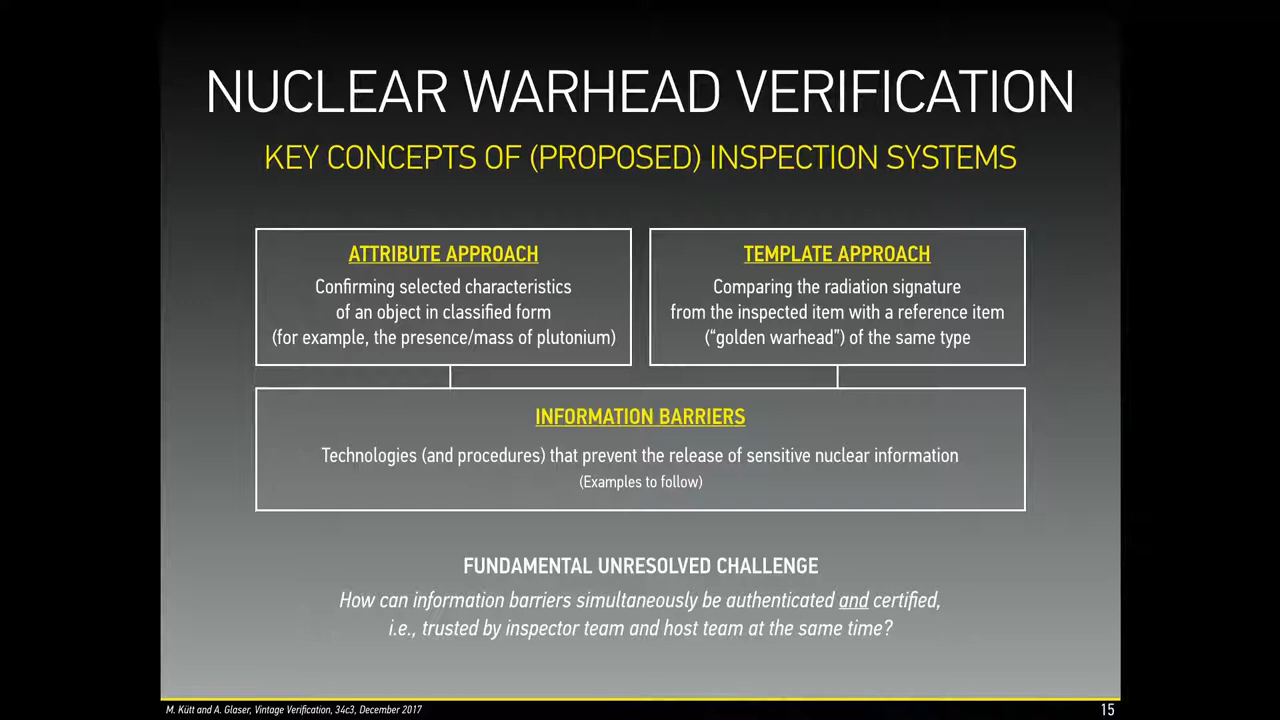 NUCLEAR WARHEAD VERIFICATION
KEY CONCEPTS OF (PROPOSED) INSPECTION SYSTEMS
ATTRIBUTE APPROACH
Confirming selected characteristics
of an object in classified form
(for example, the presence/mass of plutonium)
TEMPLATE APPROACH
Comparing the radiation signature
from the inspected item with a reference item
(“golden warhead”) of the same type
INFORMATION BARRIERS
Technologies (and procedures) that prevent the release of sensitive nuclear information
(Examples to follow)
FUNDAMENTAL UNRESOLVED CHALLENGE
How can information barriers simultaneously be authenticated and certified,
i.e., trusted by inspector team and host team at the same time?
M. Kütt and A. Glaser, Vintage Verification, 34c3, December 2017
15